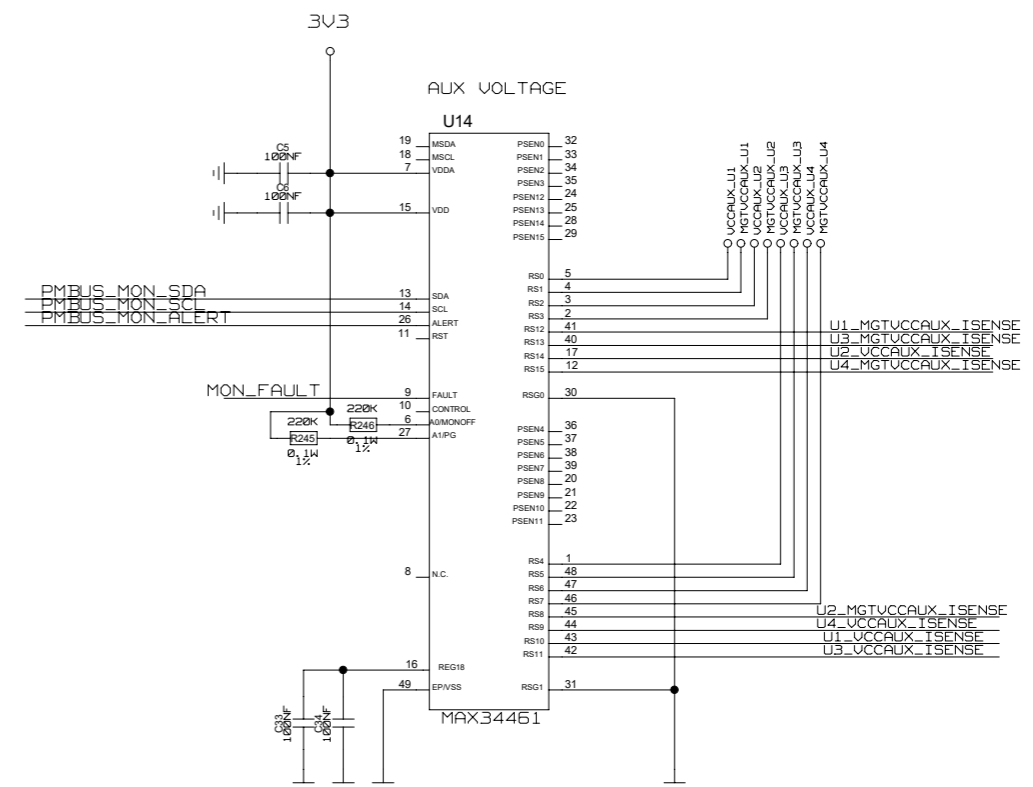 3V3
AUX VOLTAGE
U14
19 MSDA
18 MSCL
7 VDDA
15 VDD
C5
100NF
C6
100NF
PMBUS_MON_SDA 13 SDA
PMBUS_MON_SCL 14 SCL
PMBUS_MON_ALERT 26 ALERT
11 RST
MON_FAULT 9 FAULT
10 CONTROL
6 A0/MONOFF
27 A1/PG
220K
R246
0.1W
1%
220K
R245
0.1W
1%
8 N.C.
16 REG18
49 EP/VSS
C33
100NF
C34
100NF
MAX34461
PSEN0 32
PSEN1 33
PSEN2 34
PSEN3 35
PSEN12 24
PSEN13 25
PSEN14 28
PSEN15 29
VCCAUX_U1
MGTVCCAUX_U1
VCCAUX_U2
MGTVCCAUX_U2
VCCAUX_U3
MGTVCCAUX_U3
VCCAUX_U4
MGTVCCAUX_U4
RS0 5
RS1 4
RS2 3
RS3 2
RS12 41 U1_MGTVCCAUX_ISENSE
RS13 40 U3_MGTVCCAUX_ISENSE
RS14 17 U2_VCCAUX_ISENSE
RS15 12 U4_MGTVCCAUX_ISENSE
RSG0 30
PSEN4 36
PSEN5 37
PSEN6 38
PSEN7 39
PSEN8 20
PSEN9 21
PSEN10 22
PSEN11 23
RS4 1
RS5 48
RS6 47
RS7 46
RS8 45 U2_MGTVCCAUX_ISENSE
RS9 44 U4_VCCAUX_ISENSE
RS10 43 U1_VCCAUX_ISENSE
RS11 42 U3_VCCAUX_ISENSE
RSG1 31